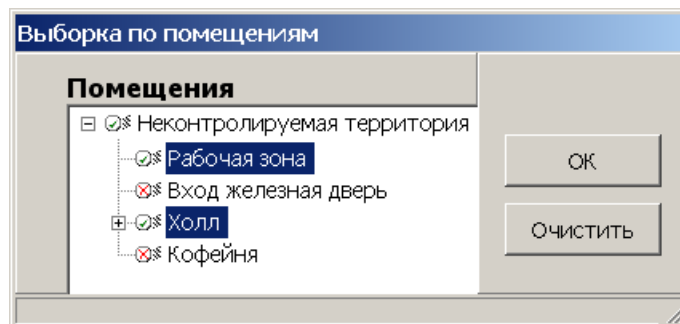 Выборка по помещениям
Помещения
Неконтролируемая территория
Рабочая зона
Вход железная дверь
Холл
Кофейня
ОК
Очистить